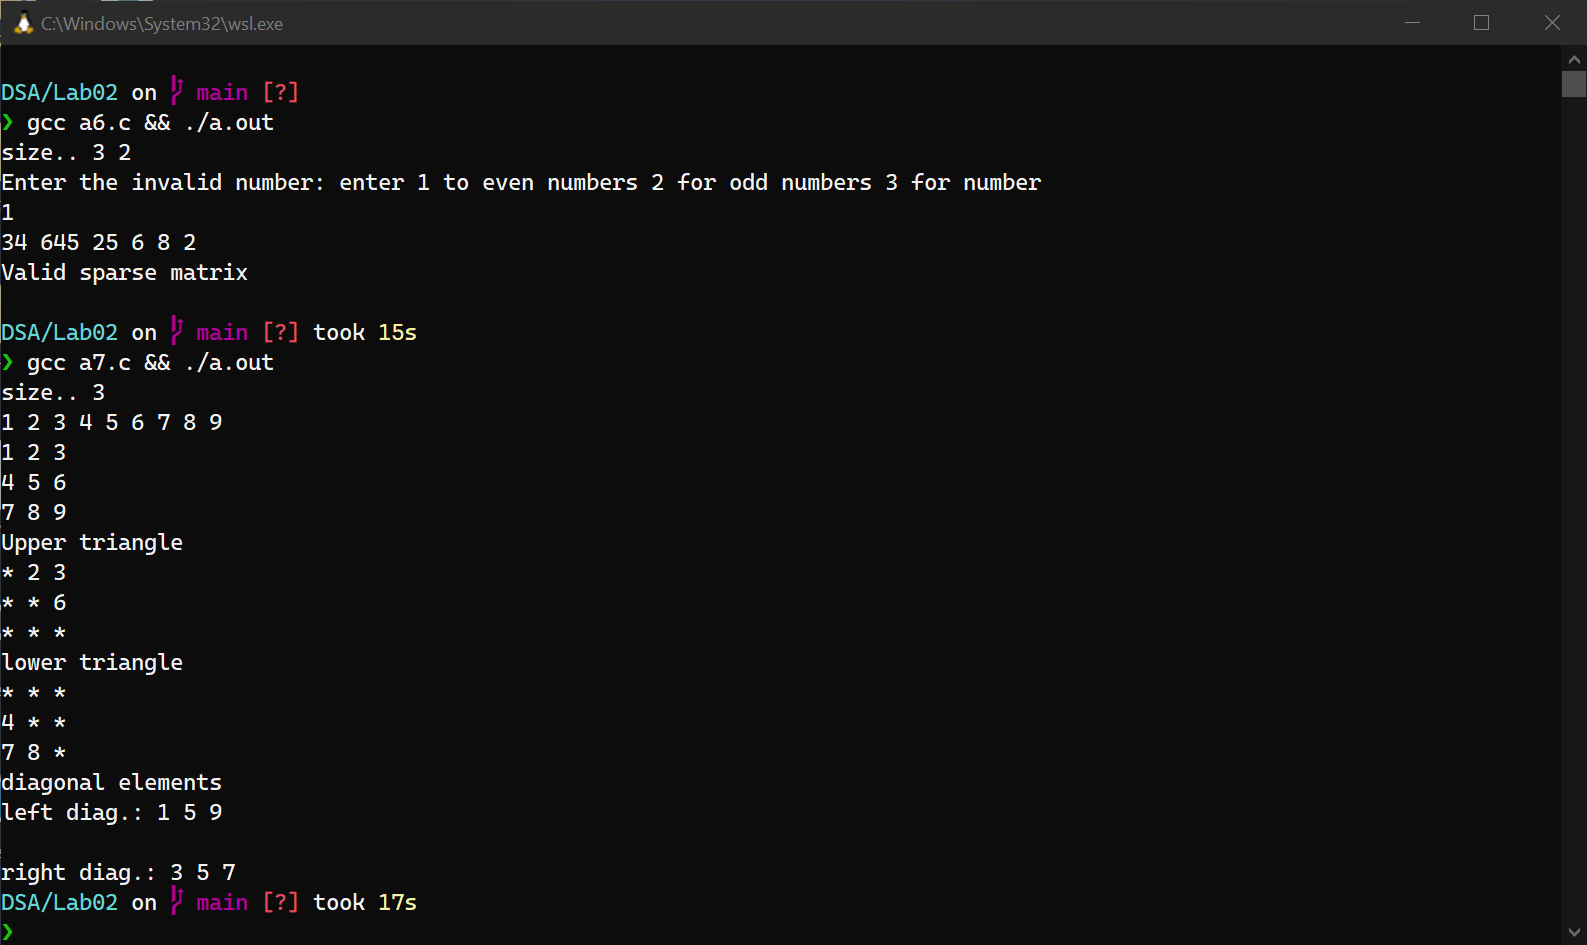 C:\Windows\System32\wsl.exe
DSA/Lab02 on main [?]
❯ gcc a6.c && ./a.out
size.. 3 2
Enter the invalid number: enter 1 to even numbers 2 for odd numbers 3 for number
1
34 645 25 6 8 2
Valid sparse matrix
DSA/Lab02 on main [?] took 15s
❯ gcc a7.c && ./a.out
size.. 3
1 2 3 4 5 6 7 8 9
1 2 3
4 5 6
7 8 9
Upper triangle
* 2 3
* * 6
* * *
lower triangle
* * *
4 * *
7 8 *
diagonal elements
left diag.: 1 5 9
right diag.: 3 5 7
DSA/Lab02 on main [?] took 17s
❯